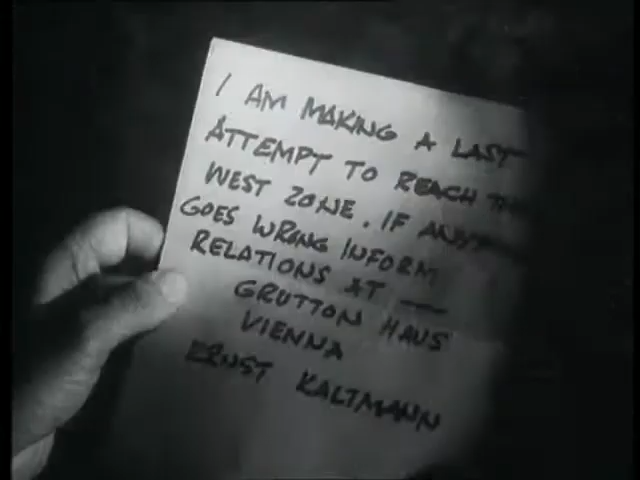 I AM MAKING A LAST
ATTEMPT TO REACH
WEST ZONE. IF
GOES WRONG INFORM
RELATIONS AT —
GRUTTON HAUS
VIENNA
ERNST KALTMANN